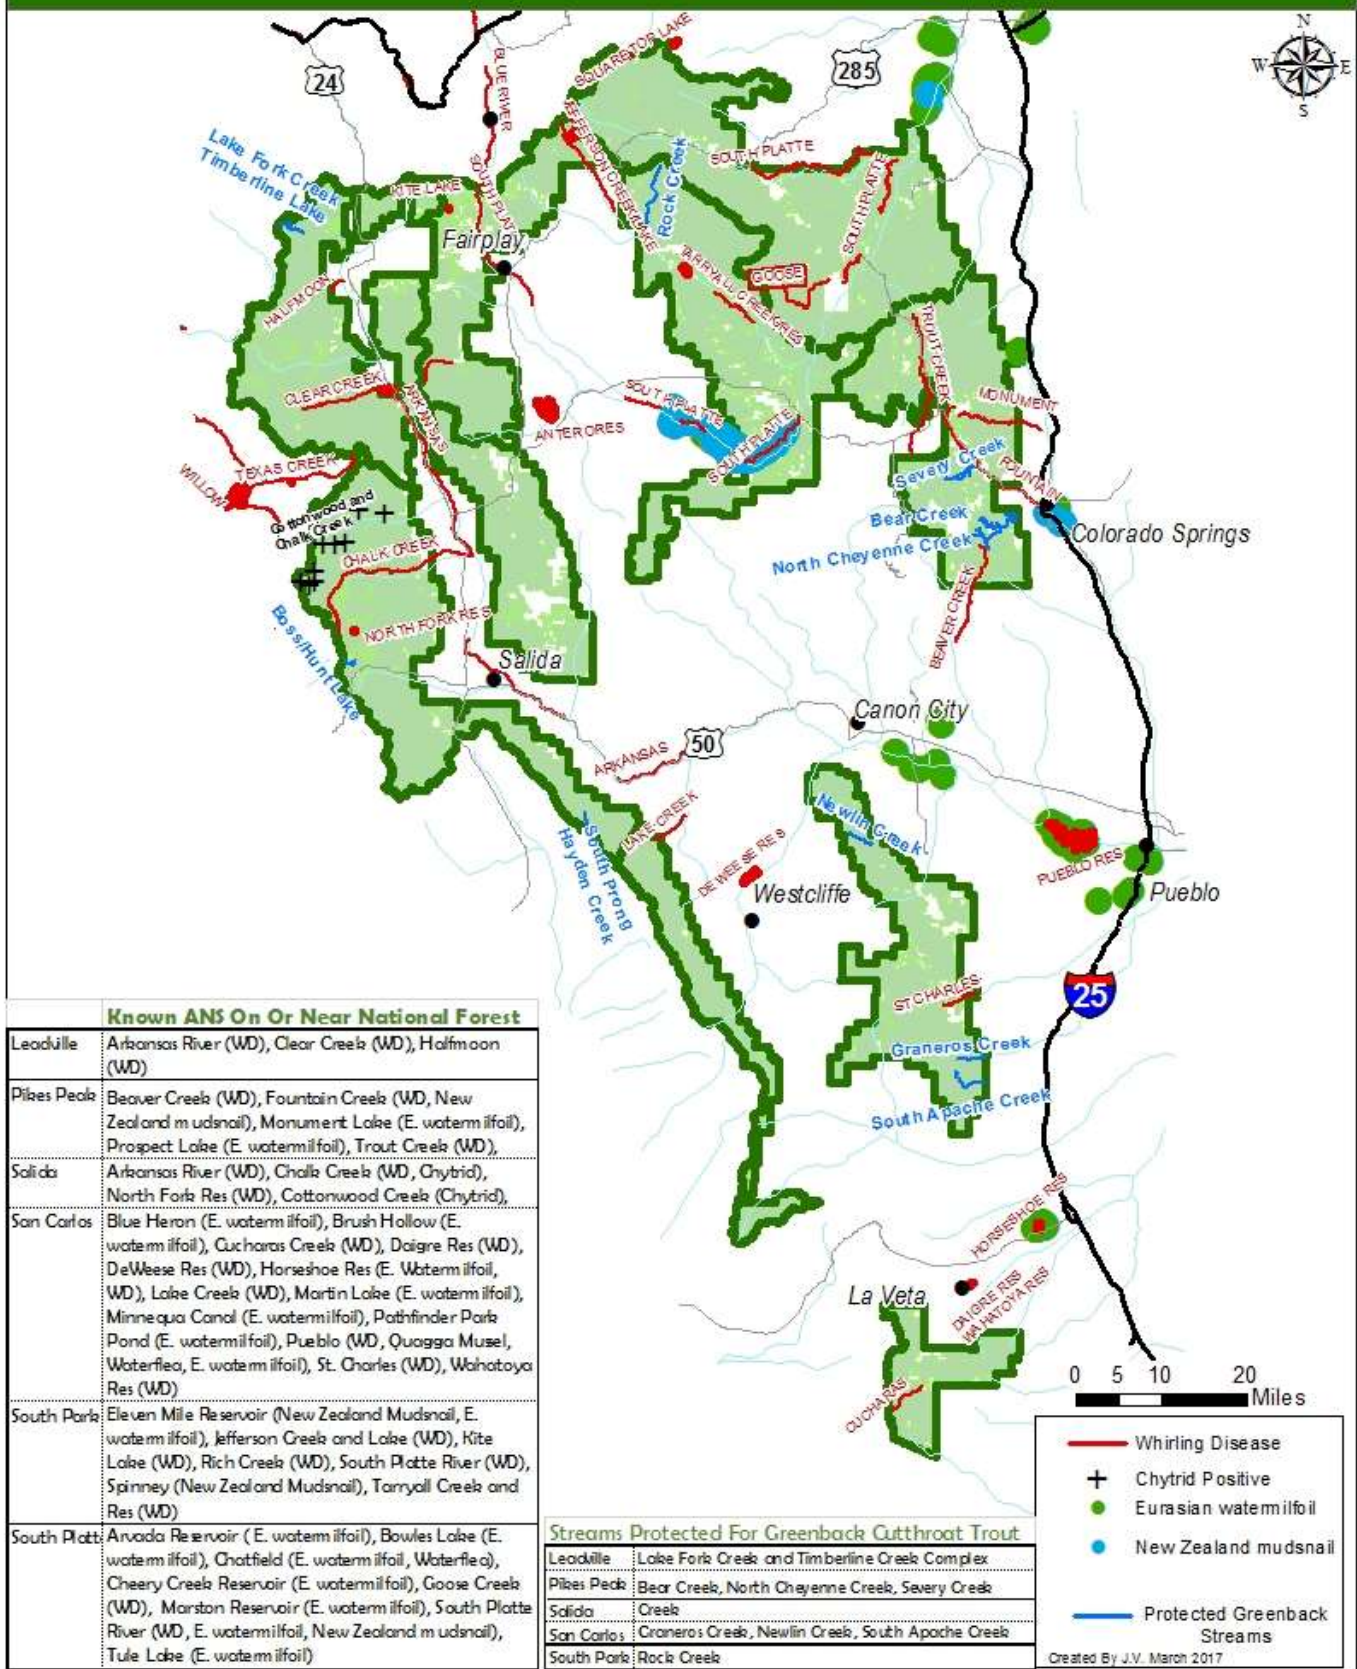 N
W E
S
24
285
BLUE RIVER
SQUARE TOP LAKE
Lake Fork Creek
Timberline Lake
KITE LAKE
SOUTH PLATTE
JEFFERSON CREEK/LAKE
Rock Creek
SOUTH PLATTE
SOUTH PLATTE
Fairplay
GOOSE
TARRYALL CREEK/RES
HALFMOON
TROUT CREEK
CLEAR CREEK
ARKANSAS
ANTERO RES
SOUTH PLATTE
SOUTH PLATTE
MONUMENT
TEXAS CREEK
WILLOW
Severy Creek
FOUNTAIN
Cottonwood and
Chalk Creek
Bear Creek
Colorado Springs
CHALK CREEK
North Cheyenne Creek
NORTH FORK RES
BEAVER CREEK
Boss/Hunt Lake
Salida
Canon City
ARKANSAS
50
Newlin Creek
LAKE CREEK
South Prong
Hayden Creek
DE WEESE RES
PUEBLO RES
Westcliffe
Pueblo
ST CHARLES
25
Graneros Creek
South Apache Creek
HORSESHOE RES
La Veta
DAIGRE RES
WAHATOYA RES
CUCHARAS
0 5 10 20
Miles
Known ANS On Or Near National Forest
Leadville Arkansas River (WD), Clear Creek (WD), Halfmoon
(WD)
Pikes Peak Beaver Creek (WD), Fountain Creek (WD, New
Zealand mudsnail), Monument Lake (E. watermilfoil),
Prospect Lake (E. watermilfoil), Trout Creek (WD),
Salida Arkansas River (WD), Chalk Creek (WD, Chytrid),
North Fork Res (WD), Cottonwood Creek (Chytrid),
San Carlos Blue Heron (E. watermilfoil), Brush Hollow (E.
watermilfoil), Cucharas Creek (WD), Daigre Res (WD),
DeWeese Res (WD), Horseshoe Res (E. Watermilfoil,
WD), Lake Creek (WD), Martin Lake (E. watermilfoil),
Minnequa Canal (E. watermilfoil), Pathfinder Park
Pond (E. watermilfoil), Pueblo (WD, Quagga Musel,
Waterflea, E. watermilfoil), St. Charles (WD), Wahatoya
Res (WD)
South Park Eleven Mile Reservoir (New Zealand Mudsnail, E.
watermilfoil), Jefferson Creek and Lake (WD), Kite
Lake (WD), Rich Creek (WD), South Platte River (WD),
Spinney (New Zealand Mudsnail), Tarryall Creek and
Res (WD)
South Platt Arvada Reservoir ( E. watermilfoil), Bowles Lake (E.
watermilfoil), Chatfield (E. watermilfoil, Waterflea),
Cheery Creek Reservoir (E. watermilfoil), Goose Creek
(WD), Marston Reservoir (E. watermilfoil), South Platte
River (WD, E. watermilfoil, New Zealand mudsnail),
Tule Lake (E. watermilfoil)
Streams Protected For Greenback Cutthroat Trout
Leadville Lake Fork Creek and Timberline Creek Complex
Pikes Peak Bear Creek, North Cheyenne Creek, Severy Creek
Salida Creek
San Carlos Graneros Creek, Newlin Creek, South Apache Creek
South Park Rock Creek
Whirling Disease
Chytrid Positive
Eurasian watermilfoil
New Zealand mudsnail
Protected Greenback
Streams
Created By J.V. March 2017